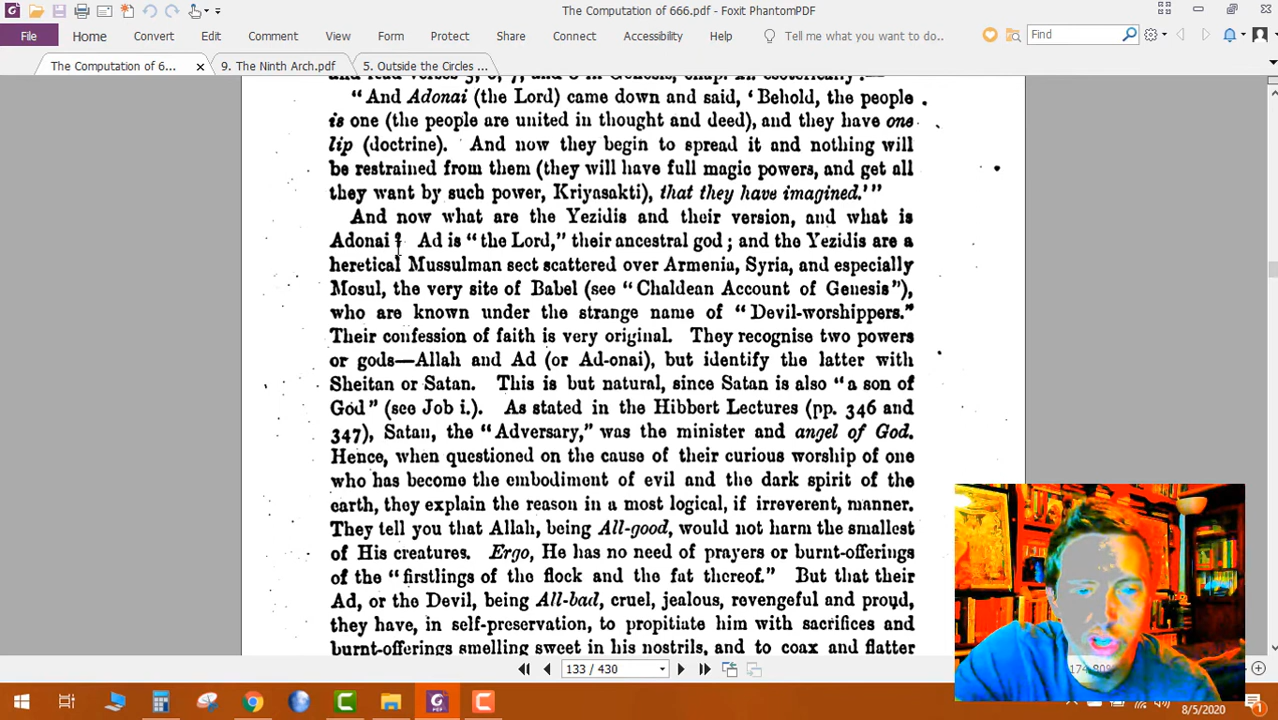 The Computation of 666.pdf - Foxit PhantomPDF
File
Home
Convert
Edit
Comment
View
Form
Protect
Share
Connect
Accessibility
Help
Tell me what you want to do..
Find
The Computation of 66...
9. The Ninth Arch.pdf
5. Outside the Circles ...
"And Adonai (the Lord) came down and said, ‘Behold, the people
is one (the people are united in thought and deed), and they have one
lip (doctrine). And now they begin to spread it and nothing will
be restrained from them (they will have full magic powers, and get all
they want by such power, Kriyasakti), that they have imagined.’”
And now what are the Yezidis and their version, and what is
Adonai? Ad is “the Lord,” their ancestral god; and the Yezidis are a
heretical Mussulman sect scattered over Armenia, Syria, and especially
Mosul, the very site of Babel (see “Chaldean Account of Genesis”),
who are known under the strange name of “Devil-worshippers.”
Their confession of faith is very original. They recognise two powers
or gods—Allah and Ad (or Ad-onai), but identify the latter with
Sheitan or Satan. This is but natural, since Satan is also “a son of
God” (see Job i.). As stated in the Hibbert Lectures (pp. 346 and
347), Satan, the “Adversary,” was the minister and angel of God.
Hence, when questioned on the cause of their curious worship of one
who has become the embodiment of evil and the dark spirit of the
earth, they explain the reason in a most logical, if irreverent, manner.
They tell you that Allah, being All-good, would not harm the smallest
of His creatures. Ergo, He has no need of prayers or burnt-offerings
of the “firstlings of the flock and the fat thereof.” But that their
Ad, or the Devil, being All-bad, cruel, jealous, revengeful and proud,
they have, in self-preservation, to propitiate him with sacrifices and
burnt-offerings smelling sweet in his nostrils, and to coax and flatter
133 / 430
174.80%
8/5/2020